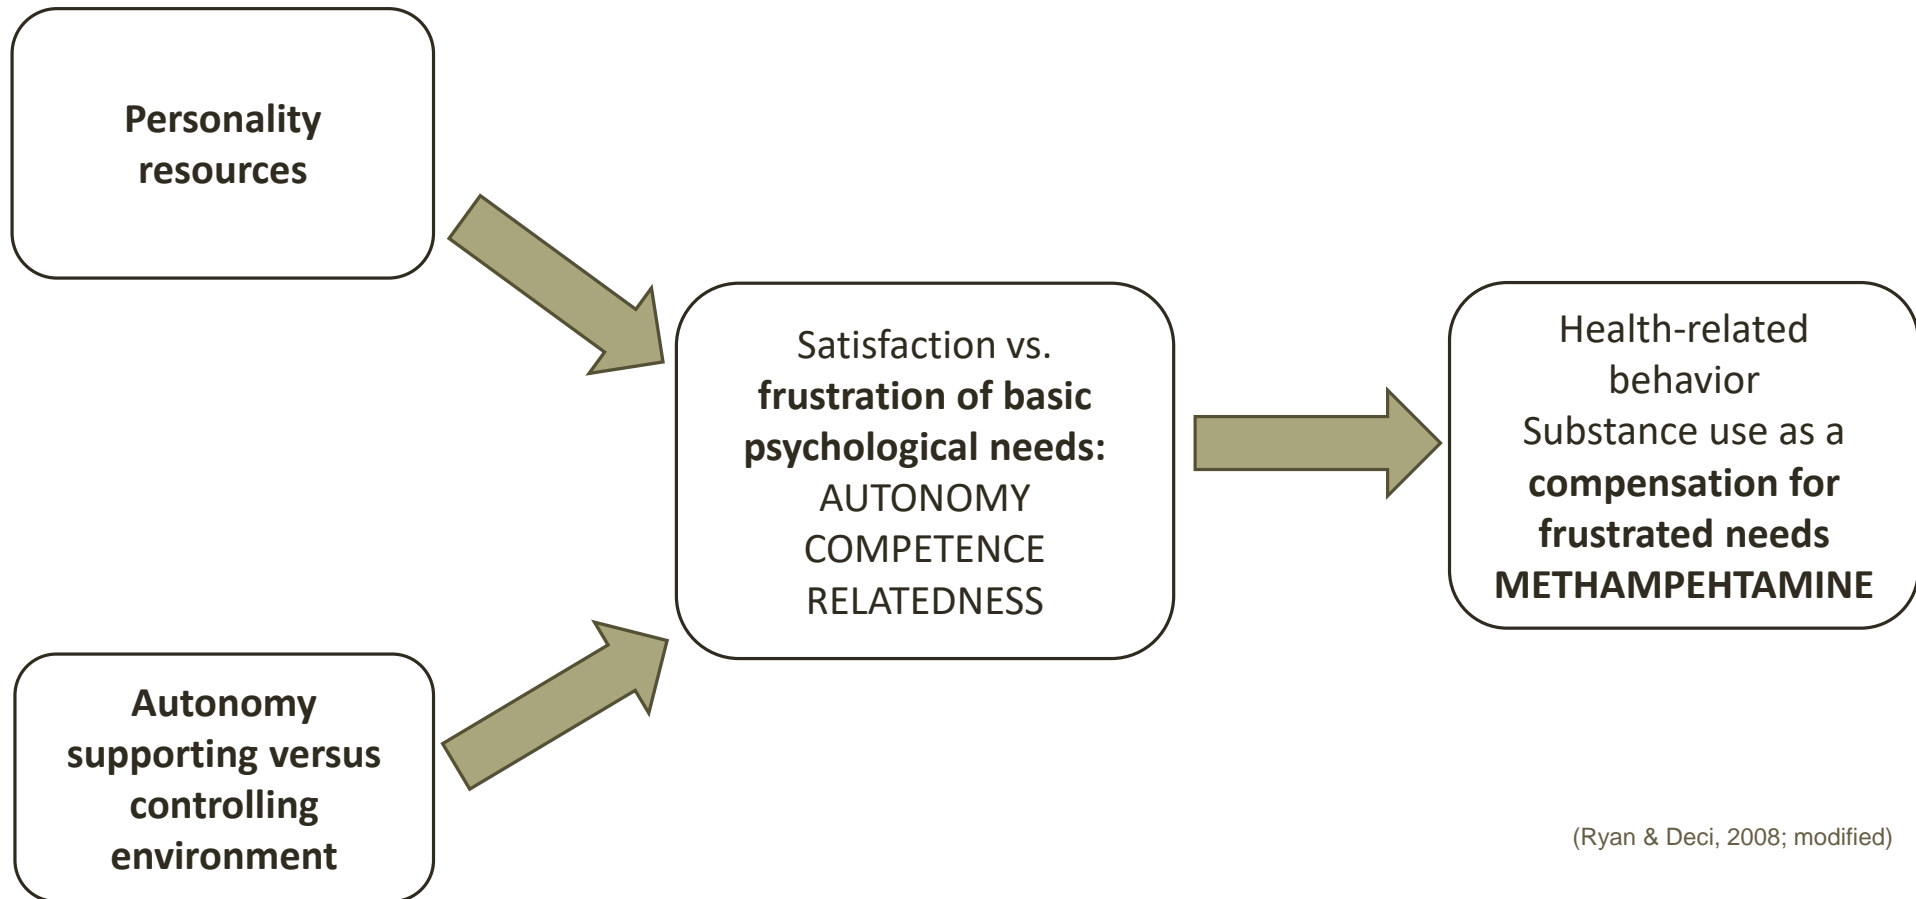 Personality
resources
Autonomy
supporting versus
controlling
environment
Satisfaction vs.
frustration of basic
psychological needs:
AUTONOMY
COMPETENCE
RELATEDNESS
Health-related
behavior
Substance use as a
compensation for
frustrated needs
METHAMPEHTAMINE
(Ryan & Deci, 2008; modified)